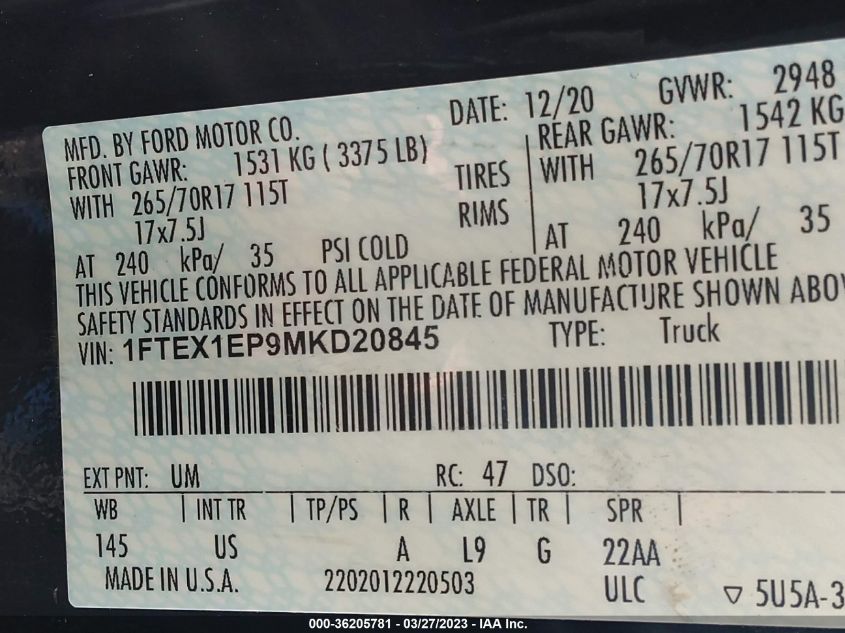 MFD. BY FORD MOTOR CO. DATE: 12/20 GVWR: 2948
FRONT GAWR: 1531 KG ( 3375 LB) REAR GAWR: 1542 KG
WITH 265/70R17 115T TIRES WITH 265/70R17 115T
17x7.5J RIMS 17x7.5J
AT 240 kPa/ 35 PSI COLD AT 240 kPa/ 35
THIS VEHICLE CONFORMS TO ALL APPLICABLE FEDERAL MOTOR VEHICLE
SAFETY STANDARDS IN EFFECT ON THE DATE OF MANUFACTURE SHOWN ABOV
VIN: 1FTEX1EP9MKD20845 TYPE: Truck
EXT PNT: UM RC: 47 DSO:
WB | INT TR | TP/PS | R | AXLE | TR | SPR |
145 US A L9 G 22AA
MADE IN U.S.A. 2202012220503 ULC ▽ 5U5A-3
000-36205781 - 03/27/2023 - IAA Inc.